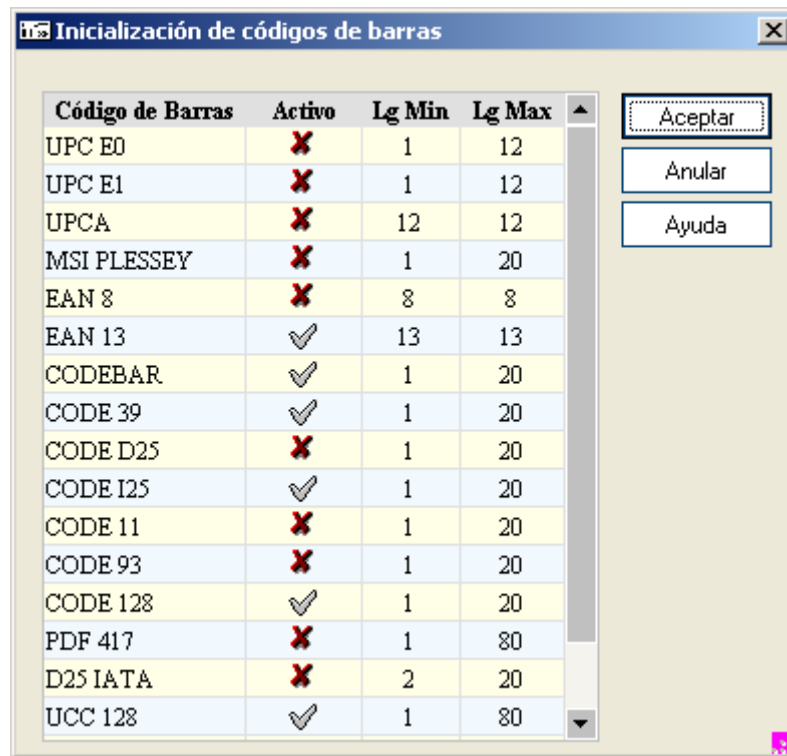 Inicialización de códigos de barras
Código de Barras Activo Lg Min Lg Max
UPC E0 1 12
UPC E1 1 12
UPCA 12 12
MSI PLESSEY 1 20
EAN 8 8 8
EAN 13 13 13
CODEBAR 1 20
CODE 39 1 20
CODE D25 1 20
CODE I25 1 20
CODE 11 1 20
CODE 93 1 20
CODE 128 1 20
PDF 417 1 80
D25 IATA 2 20
UCC 128 1 80
Aceptar
Anular
Ayuda